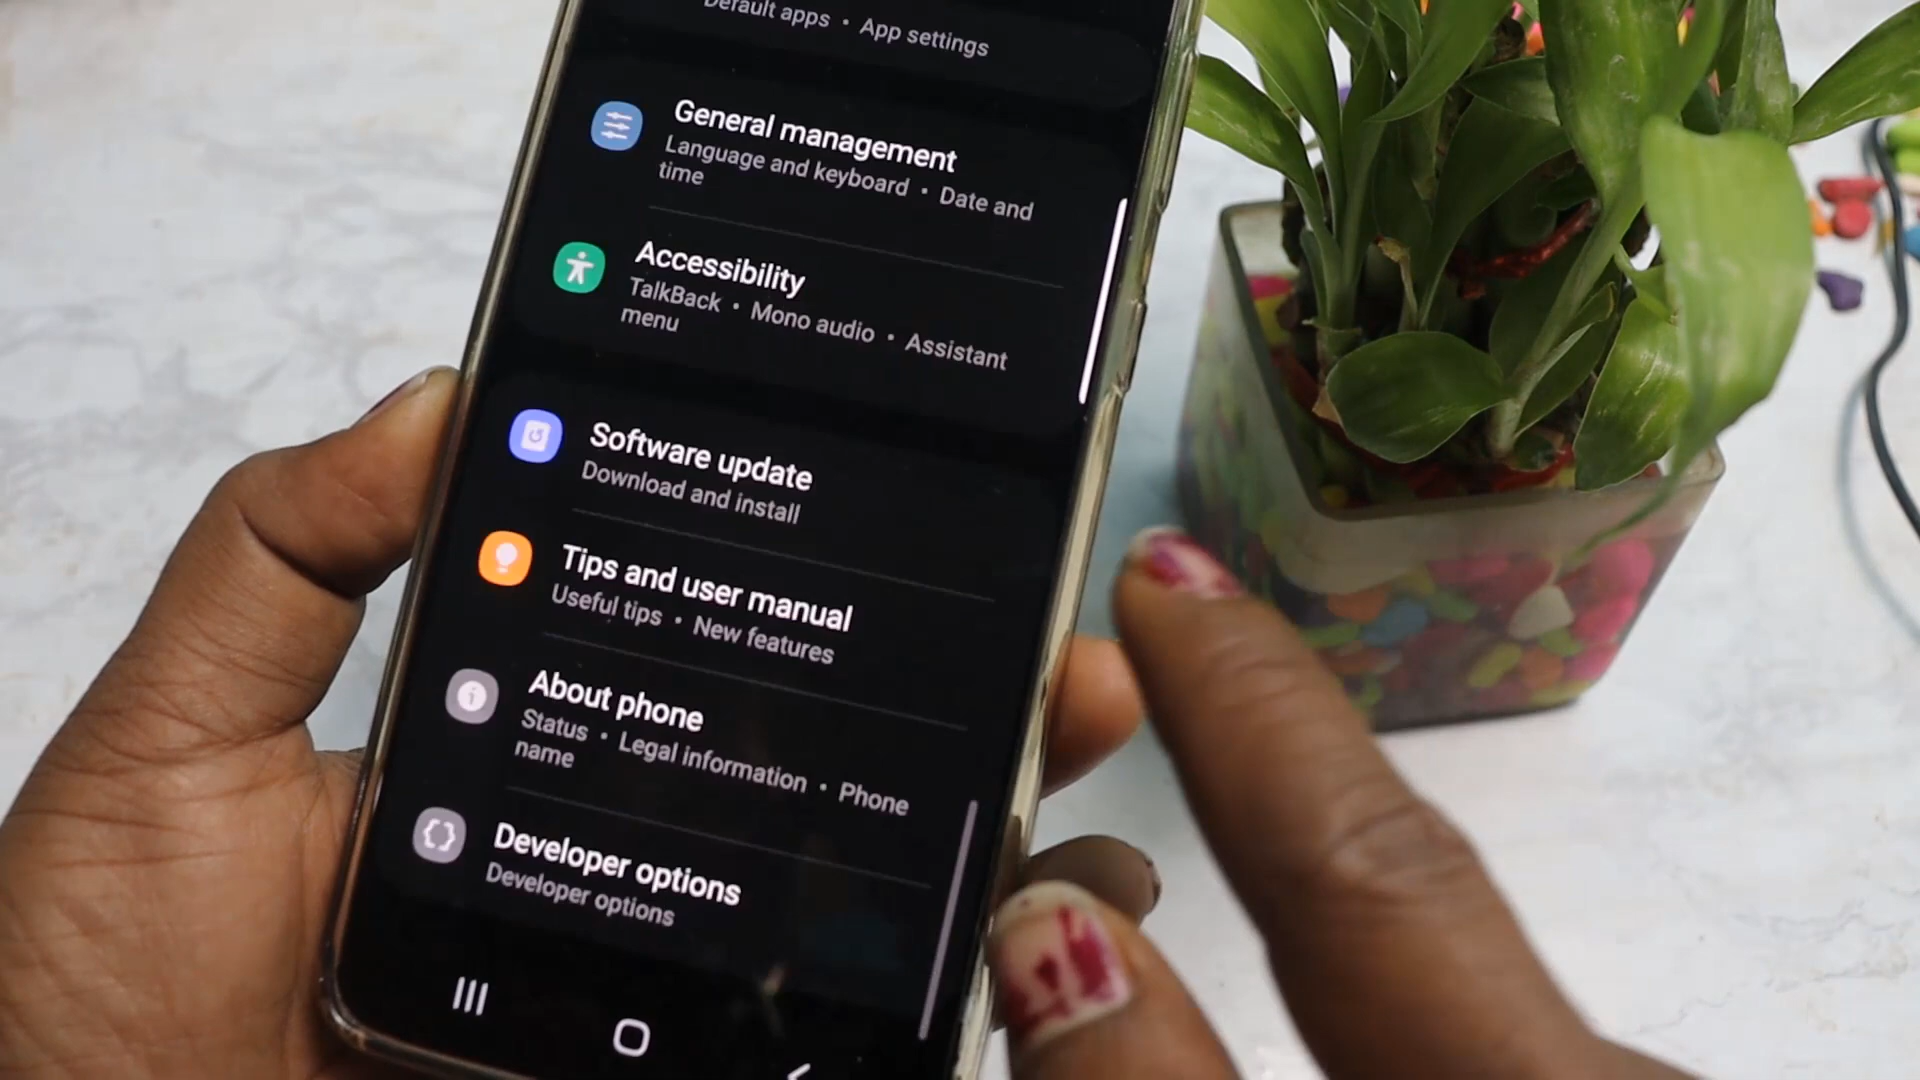 Default apps • App settings
General management
Language and keyboard • Date and
time
Accessibility
TalkBack • Mono audio • Assistant
menu
Software update
Download and install
Tips and user manual
Useful tips • New features
About phone
Status • Legal information • Phone
name
Developer options
Developer options